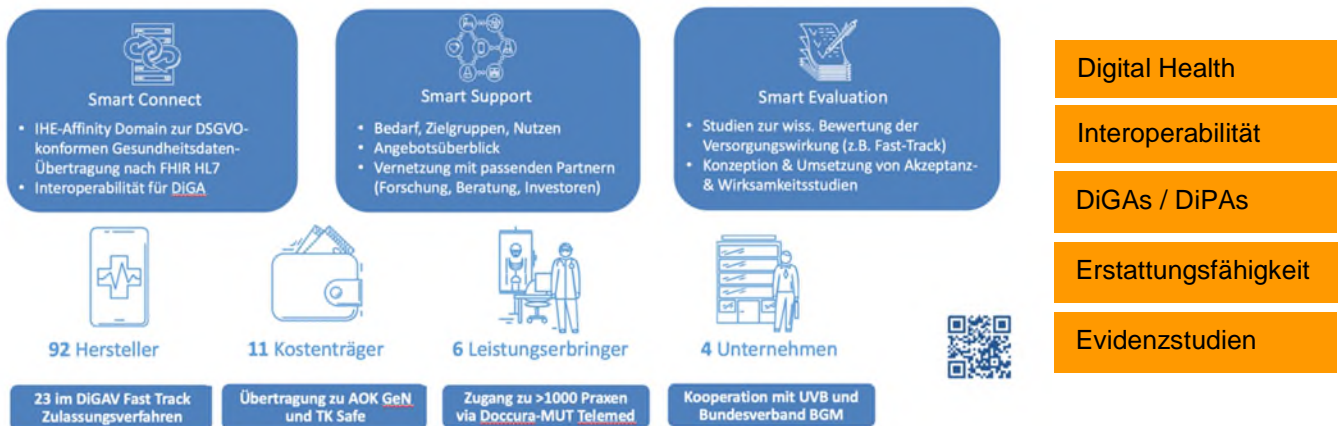 Smart Connect
• IHE-Affinity Domain zur DSGVO-
konformen Gesundheitsdaten-
Übertragung nach FHIR HL7
• Interoperabilität für DiGA
Smart Support
• Bedarf, Zielgruppen, Nutzen
• Angebotsüberblick
• Vernetzung mit passenden Partnern
(Forschung, Beratung, Investoren)
Smart Evaluation
• Studien zur wiss. Bewertung der
Versorgungswirkung (z.B. Fast-Track)
• Konzeption & Umsetzung von Akzeptanz-
& Wirksamkeitsstudien
92 Hersteller
11 Kostenträger
6 Leistungserbringer
4 Unternehmen
23 im DiGAV Fast Track
Zulassungsverfahren
Übertragung zu AOK GeN
und TK Safe
Zugang zu >1000 Praxen
via Doccura-MUT Telemed
Kooperation mit UVB und
Bundesverband BGM
Digital Health
Interoperabilität
DiGAs / DiPAs
Erstattungsfähigkeit
Evidenzstudien